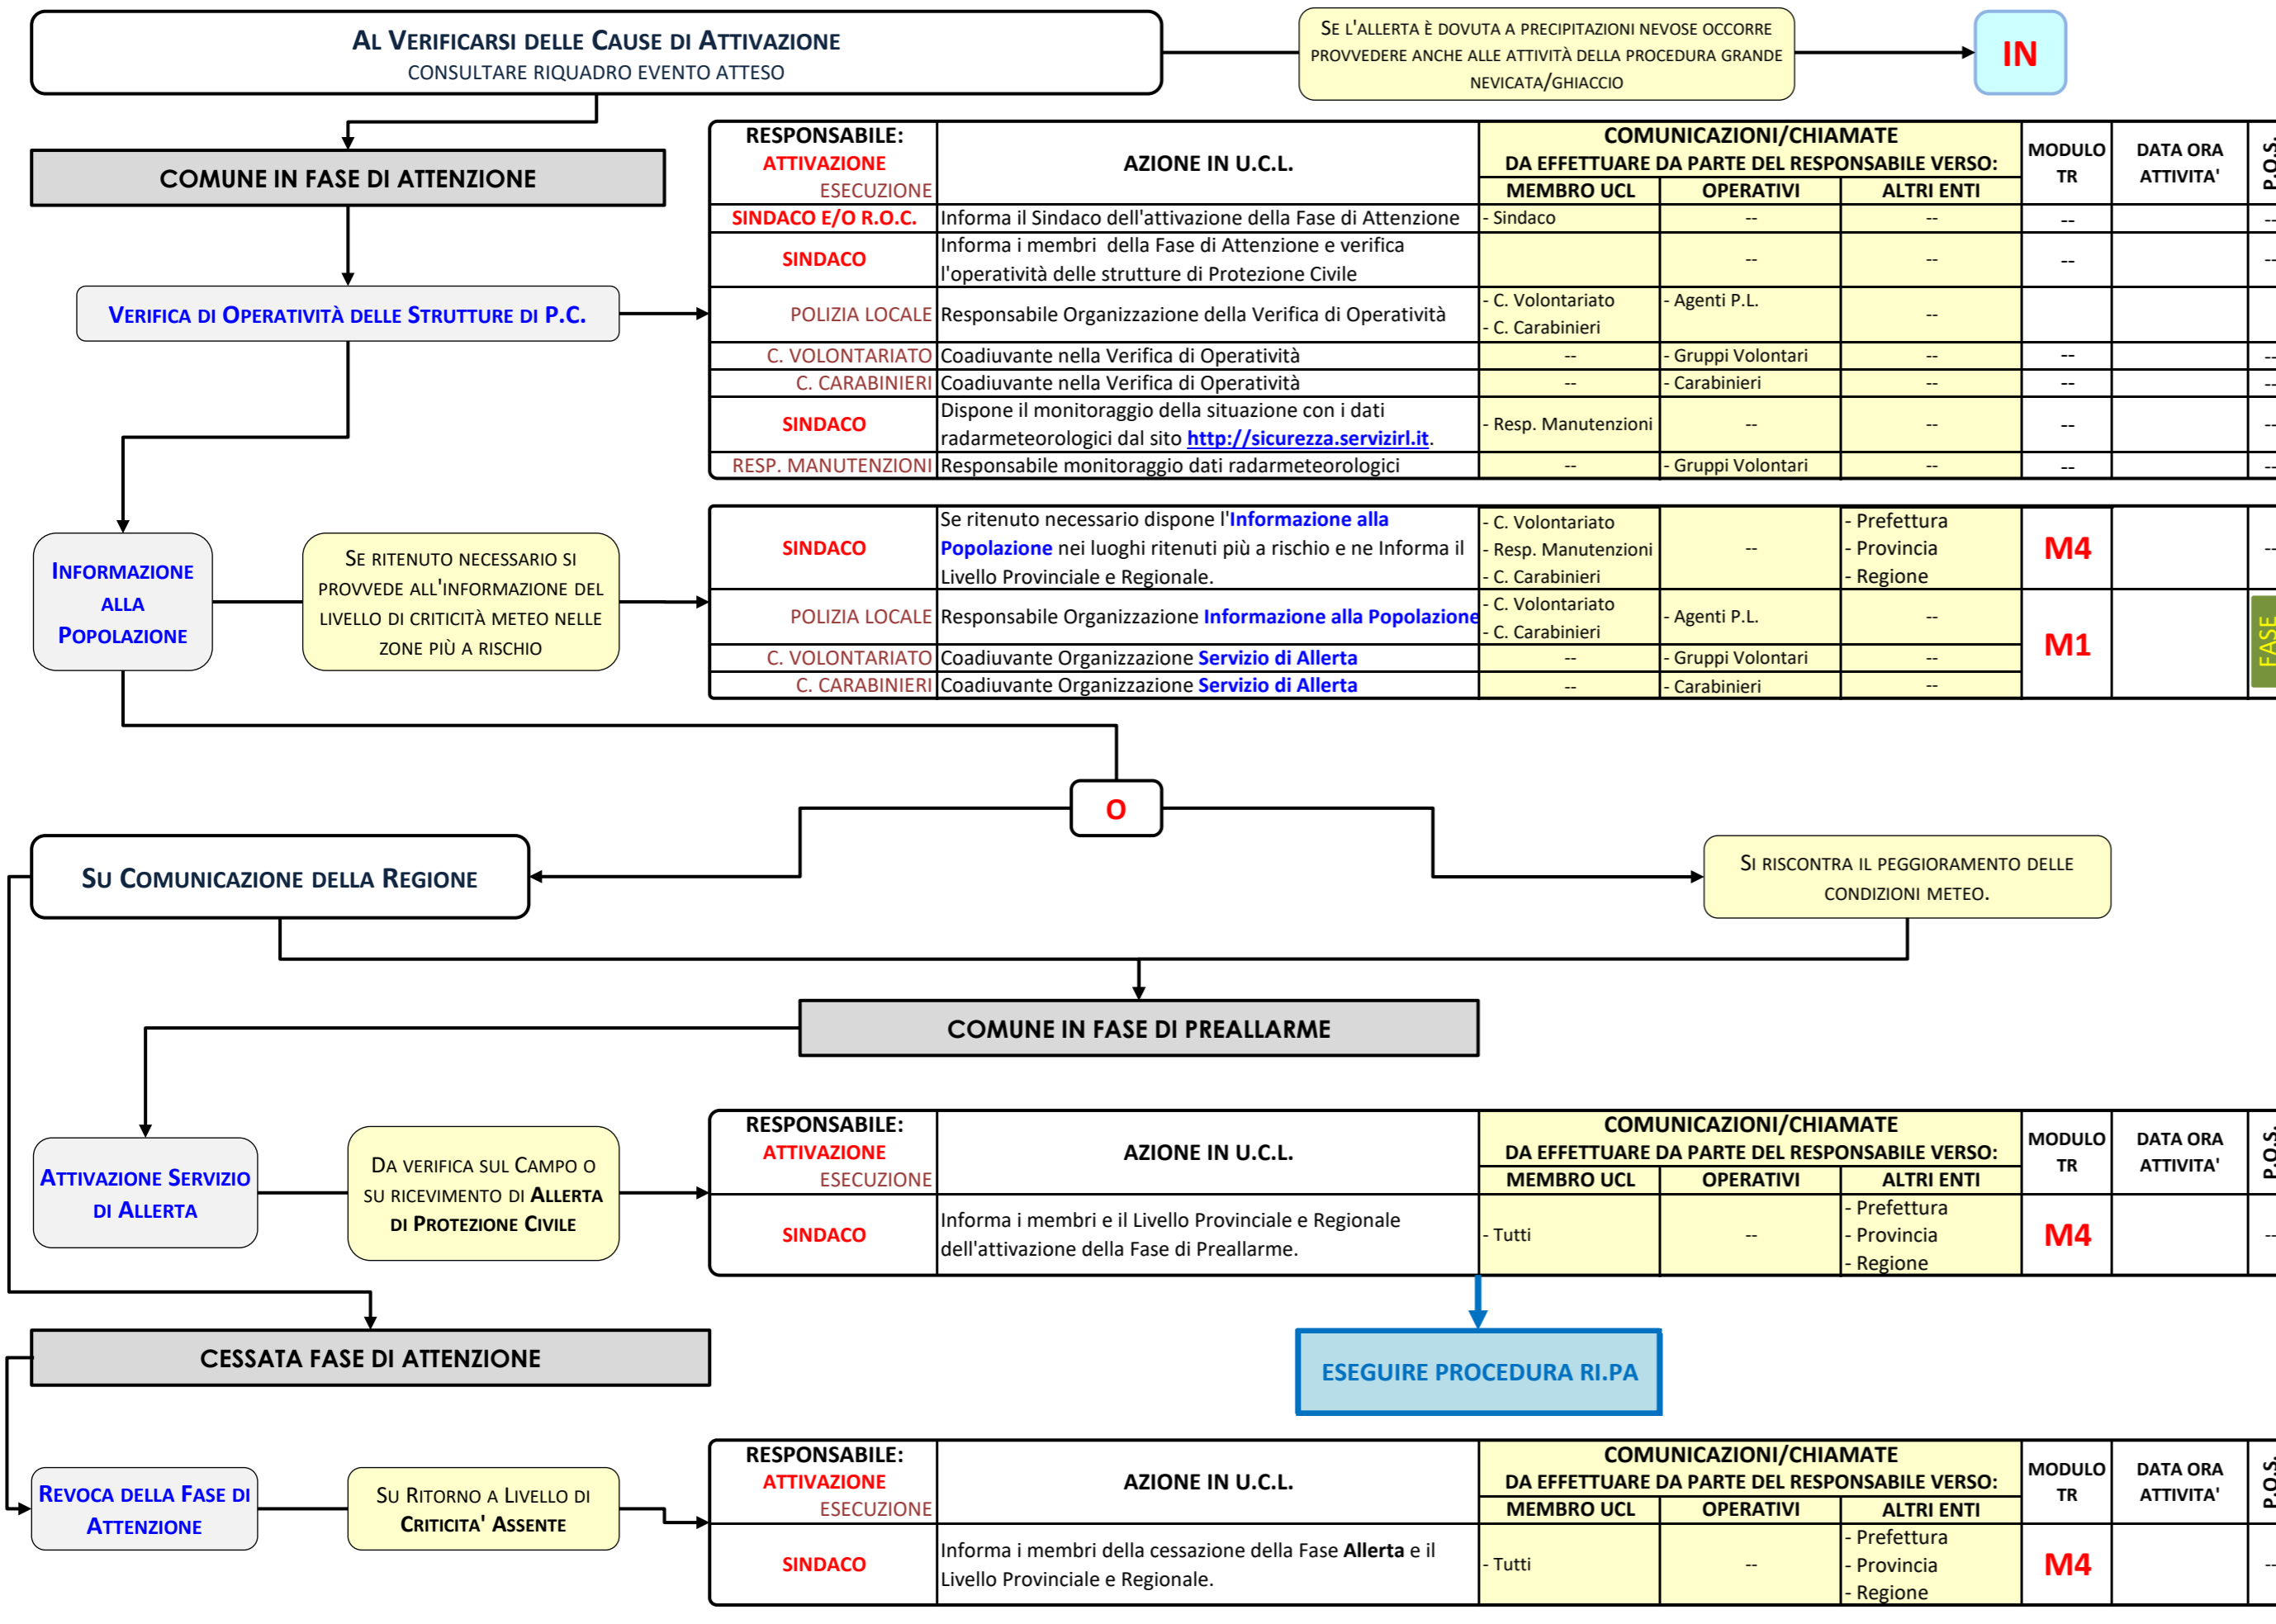 AL VERIFICARSI DELLE CAUSE DI ATTIVAZIONE
CONSULTARE RIQUADRO EVENTO ATTESO
SE L'ALLERTA È DOVUTA A PRECIPITAZIONI NEVOSE OCCORRE
PROVVEDERE ANCHE ALLE ATTIVITÀ DELLA PROCEDURA GRANDE
NEVICATA/GHIACCIO
IN
COMUNE IN FASE DI ATTENZIONE
VERIFICA DI OPERATIVITÀ DELLE STRUTTURE DI P.C.
RESPONSABILE:
ATTIVAZIONE
ESECUZIONE
AZIONE IN U.C.L.
COMUNICAZIONI/CHIAMATE
DA EFFETTUARE DA PARTE DEL RESPONSABILE VERSO:
MEMBRO UCL OPERATIVI ALTRI ENTI
MODULO
TR
DATA ORA
ATTIVITA'
P.O.S.
SINDACO E/O R.O.C. Informa il Sindaco dell'attivazione della Fase di Attenzione - Sindaco -- -- -- --
SINDACO
Informa i membri  della Fase di Attenzione e verifica
l'operatività delle strutture di Protezione Civile
-- -- -- --
POLIZIA LOCALE Responsabile Organizzazione della Verifica di Operatività
- C. Volontariato
- C. Carabinieri
- Agenti P.L.
--
C. VOLONTARIATO Coadiuvante nella Verifica di Operatività -- - Gruppi Volontari -- -- --
C. CARABINIERI Coadiuvante nella Verifica di Operatività -- - Carabinieri -- -- --
SINDACO
Dispone il monitoraggio della situazione con i dati
radarmeteorologici dal sito http://sicurezza.servizirl.it.
- Resp. Manutenzioni -- -- -- --
RESP. MANUTENZIONI Responsabile monitoraggio dati radarmeteorologici -- - Gruppi Volontari -- -- --
INFORMAZIONE
ALLA
POPOLAZIONE
SE RITENUTO NECESSARIO SI
PROVVEDE ALL'INFORMAZIONE DEL
LIVELLO DI CRITICITÀ METEO NELLE
ZONE PIÙ A RISCHIO
SINDACO
Se ritenuto necessario dispone l'Informazione alla
Popolazione nei luoghi ritenuti più a rischio e ne Informa il
Livello Provinciale e Regionale.
- C. Volontariato
- Resp. Manutenzioni
- C. Carabinieri
--
- Prefettura
- Provincia
- Regione
M4
--
POLIZIA LOCALE Responsabile Organizzazione Informazione alla Popolazione
- C. Volontariato
- C. Carabinieri
- Agenti P.L.
--
M1
FASE
C. VOLONTARIATO Coadiuvante Organizzazione Servizio di Allerta -- - Gruppi Volontari --
C. CARABINIERI Coadiuvante Organizzazione Servizio di Allerta -- - Carabinieri --
O
SU COMUNICAZIONE DELLA REGIONE
SI RISCONTRA IL PEGGIORAMENTO DELLE
CONDIZIONI METEO.
COMUNE IN FASE DI PREALLARME
ATTIVAZIONE SERVIZIO
DI ALLERTA
DA VERIFICA SUL CAMPO O
SU RICEVIMENTO DI ALLERTA
DI PROTEZIONE CIVILE
RESPONSABILE:
ATTIVAZIONE
ESECUZIONE
AZIONE IN U.C.L.
COMUNICAZIONI/CHIAMATE
DA EFFETTUARE DA PARTE DEL RESPONSABILE VERSO:
MEMBRO UCL OPERATIVI ALTRI ENTI
MODULO
TR
DATA ORA
ATTIVITA'
P.O.S.
SINDACO
Informa i membri e il Livello Provinciale e Regionale
dell'attivazione della Fase di Preallarme.
- Tutti
--
- Prefettura
- Provincia
- Regione
M4
--
CESSATA FASE DI ATTENZIONE
ESEGUIRE PROCEDURA RI.PA
REVOCA DELLA FASE DI
ATTENZIONE
SU RITORNO A LIVELLO DI
CRITICITA' ASSENTE
RESPONSABILE:
ATTIVAZIONE
ESECUZIONE
AZIONE IN U.C.L.
COMUNICAZIONI/CHIAMATE
DA EFFETTUARE DA PARTE DEL RESPONSABILE VERSO:
MEMBRO UCL OPERATIVI ALTRI ENTI
MODULO
TR
DATA ORA
ATTIVITA'
P.O.S.
SINDACO
Informa i membri della cessazione della Fase Allerta e il
Livello Provinciale e Regionale.
- Tutti
--
- Prefettura
- Provincia
- Regione
M4
--